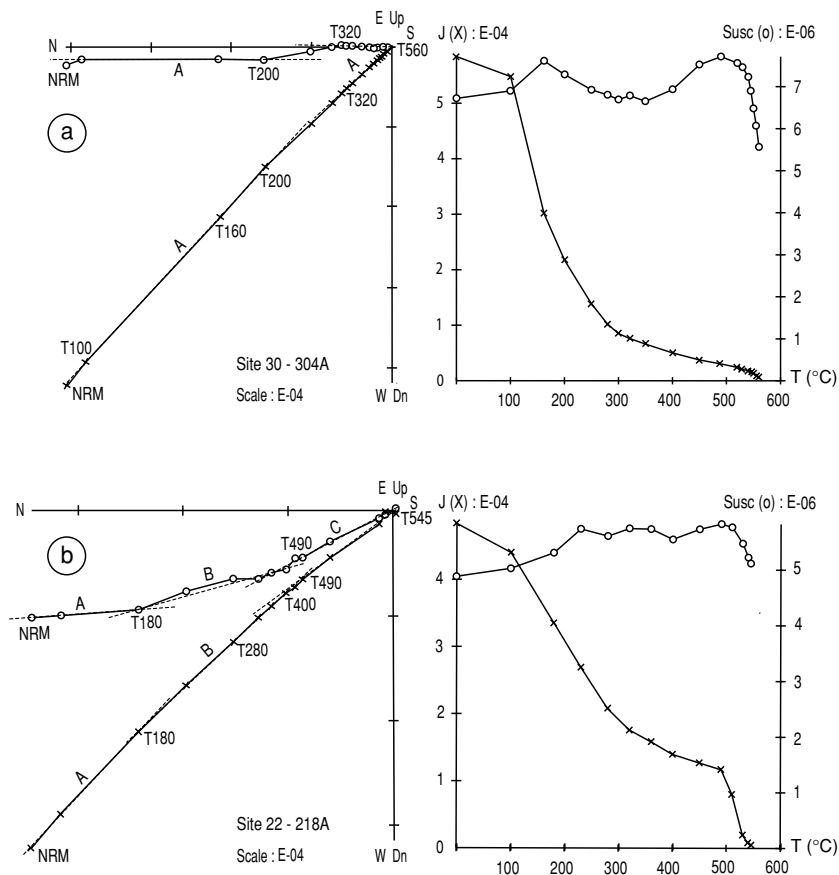 E Up
N
T320
S
T560
A
NRM
T200
A
T320
a
T200
A
T160
T100
NRM
Site 30 - 304A
Scale : E-04
W Dn
J (X) : E-04
Susc (o) : E-06
5
4
3
2
1
0
7
6
5
4
3
2
1
T (°C)
100
200
300
400
500
600
E Up
N
S
T545
b
T490
C
B
A
NRM
T180
T490
T400
B
T280
T180
A
NRM
Site 22 - 218A
Scale : E-04
W Dn
J (X) : E-04
Susc (o) : E-06
4
3
2
1
0
5
4
3
2
1
T (°C)
100
200
300
400
500
600